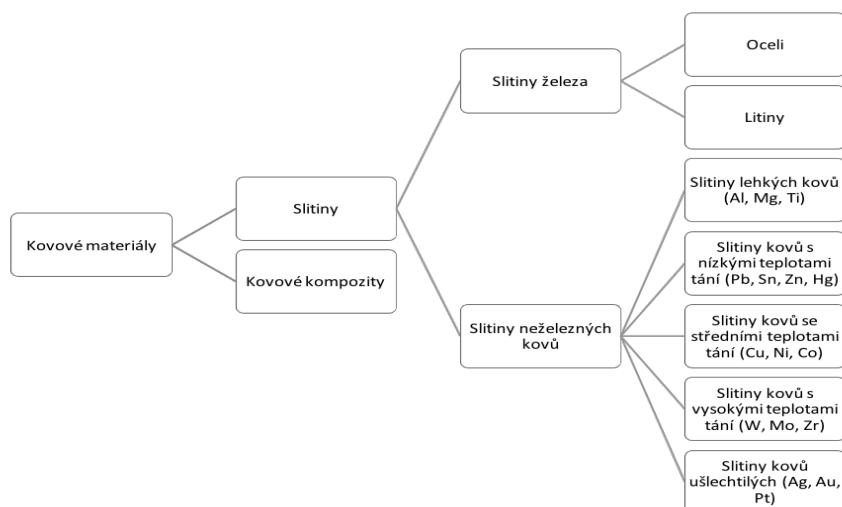 Kovové materiály
Slitiny
Kovové kompozity
Slitiny železa
Slitiny neželezných
kovů
Oceli
Litiny
Slitiny lehkých kovů
(Al, Mg, Ti)
Slitiny kovů s
nízkými teplotami
tání (Pb, Sn, Zn, Hg)
Slitiny kovů se
středními teplotami
tání (Cu, Ni, Co)
Slitiny kovů s
vysokými teplotami
tání (W, Mo, Zr)
Slitiny kovů
ušlechtilých (Ag, Au,
Pt)